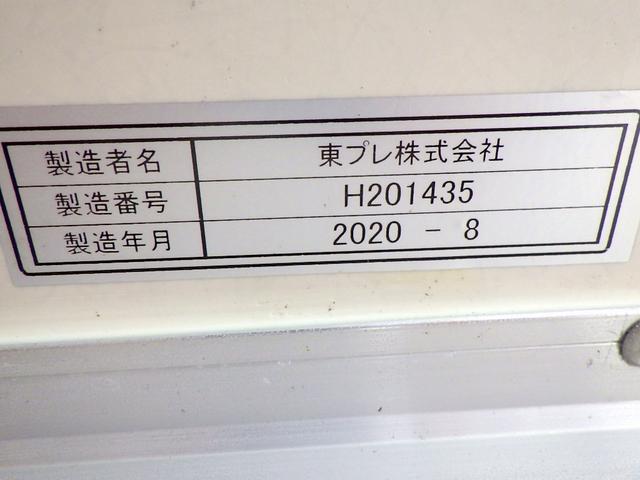 製造者名 東プレ株式会社
製造番号 H201435
製造年月 2020 - 8